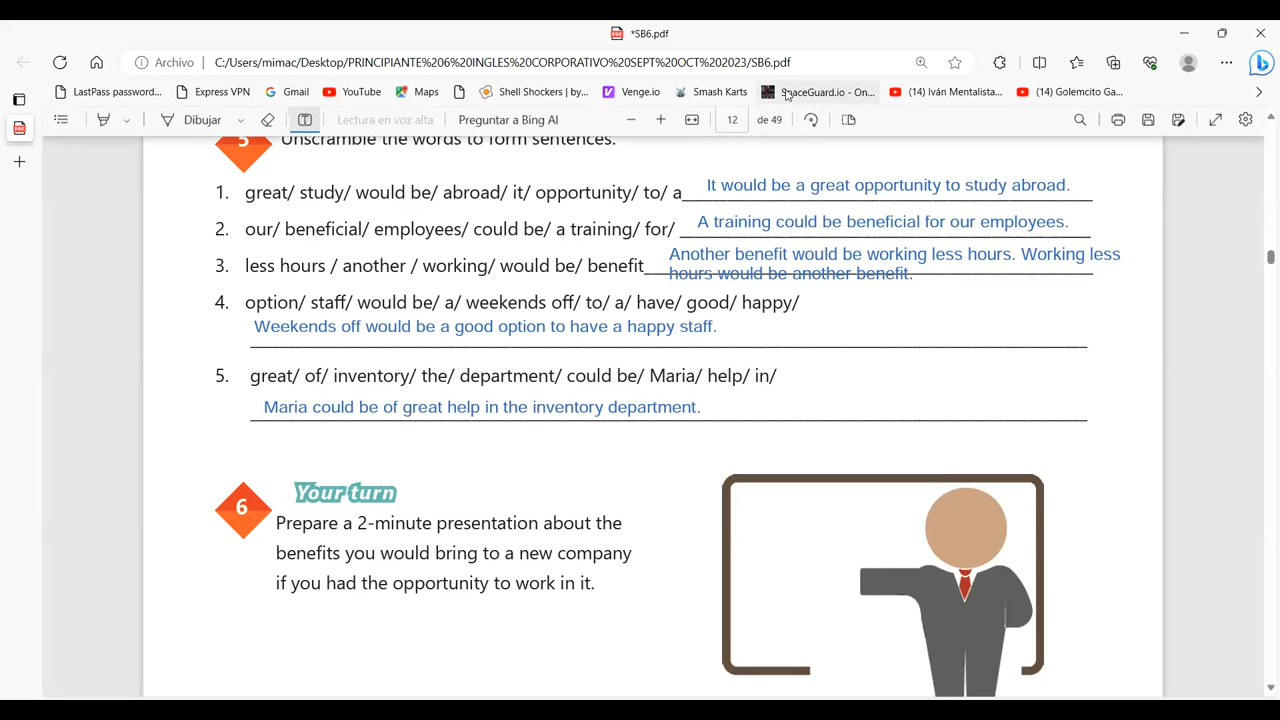 *SB6.pdf
Archivo
C:/Users/mimac/Desktop/PRINCIPIANTE%206%20INGLES%20CORPORATIVO%20SEPT%20OCT%202023/SB6.pdf
LastPass password... Express VPN Gmail YouTube Maps Shell Shockers | by... Venge.io Smash Karts SpaceGuard.io - On... (14) Iván Mentalista... (14) Golemcito Ga...
Dibujar Lectura en voz alta Preguntar a Bing AI 12 de 49
5 Unscramble the words to form sentences.
1. great/ study/ would be/ abroad/ it/ opportunity/ to/ a It would be a great opportunity to study abroad.
2. our/ beneficial/ employees/ could be/ a training/ for/ A training could be beneficial for our employees.
3. less hours / another / working/ would be/ benefit Another benefit would be working less hours. Working less
hours would be another benefit.
4. option/ staff/ would be/ a/ weekends off/ to/ a/ have/ good/ happy/
Weekends off would be a good option to have a happy staff.
5. great/ of/ inventory/ the/ department/ could be/ Maria/ help/ in/
Maria could be of great help in the inventory department.
6 Your turn
Prepare a 2-minute presentation about the
benefits you would bring to a new company
if you had the opportunity to work in it.